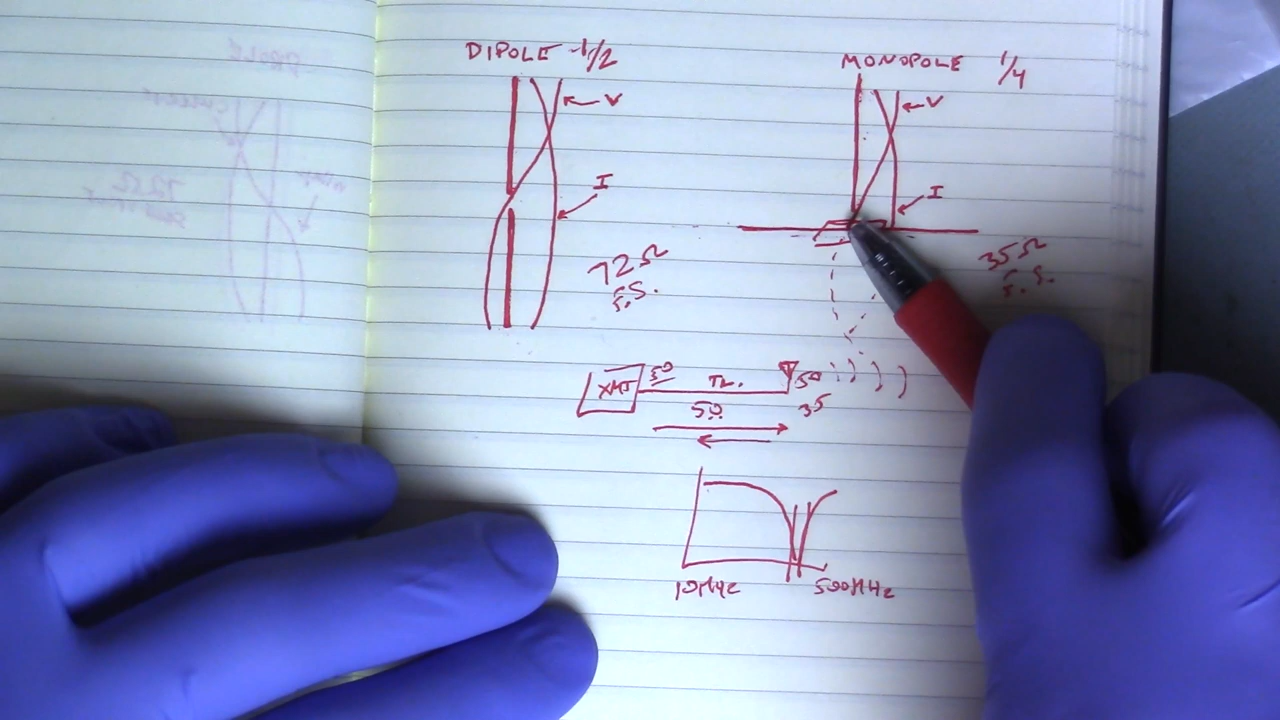 DIPOLE 1/2
V
I
72Ω
F.S.
MONOPOLE 1/4
V
I
35Ω
F.S.
XMT
50
TL.
50
50
35
10MHz
500MHz